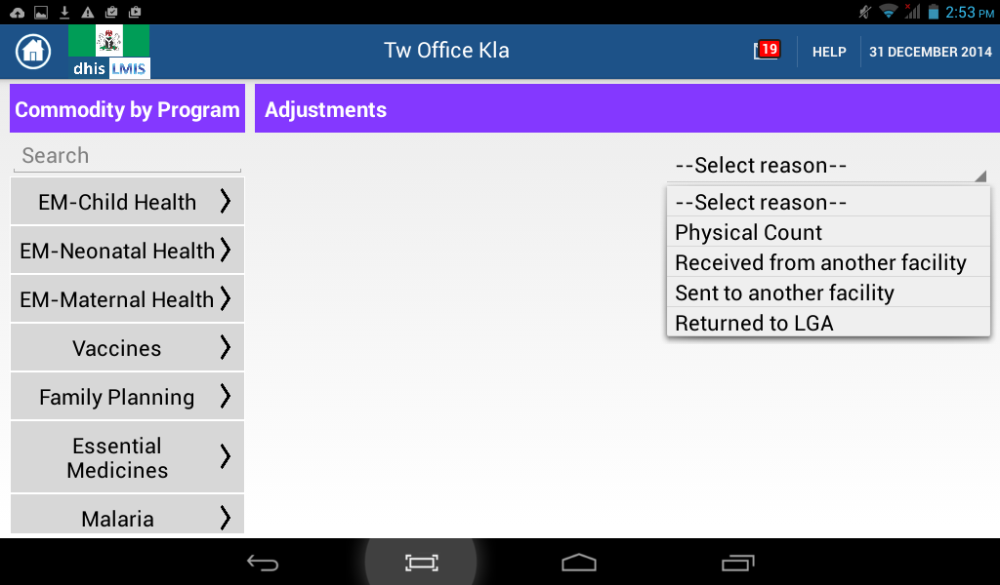 2:53 PM
dhis LMIS
Tw Office Kla
19
HELP
31 DECEMBER 2014
Commodity by Program
Adjustments
Search
EM-Child Health
EM-Neonatal Health
EM-Maternal Health
Vaccines
Family Planning
Essential
Medicines
Malaria
--Select reason--
--Select reason--
Physical Count
Received from another facility
Sent to another facility
Returned to LGA